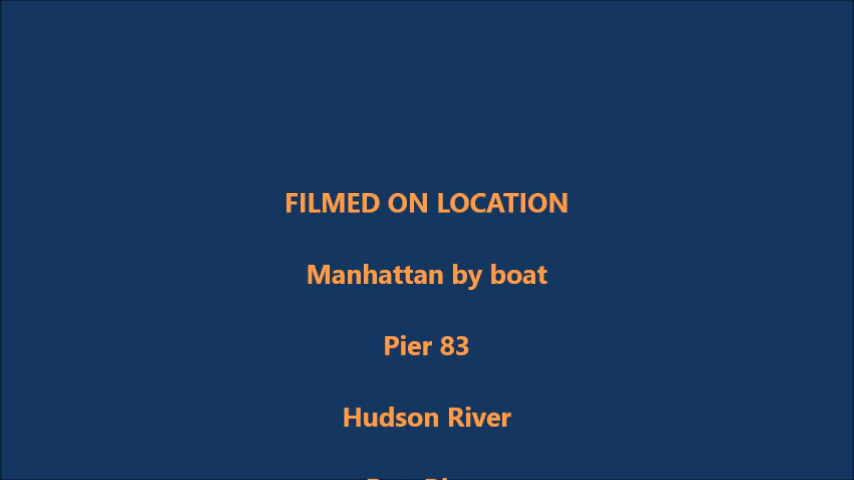 FILMED ON LOCATION
Manhattan by boat
Pier 83
Hudson River